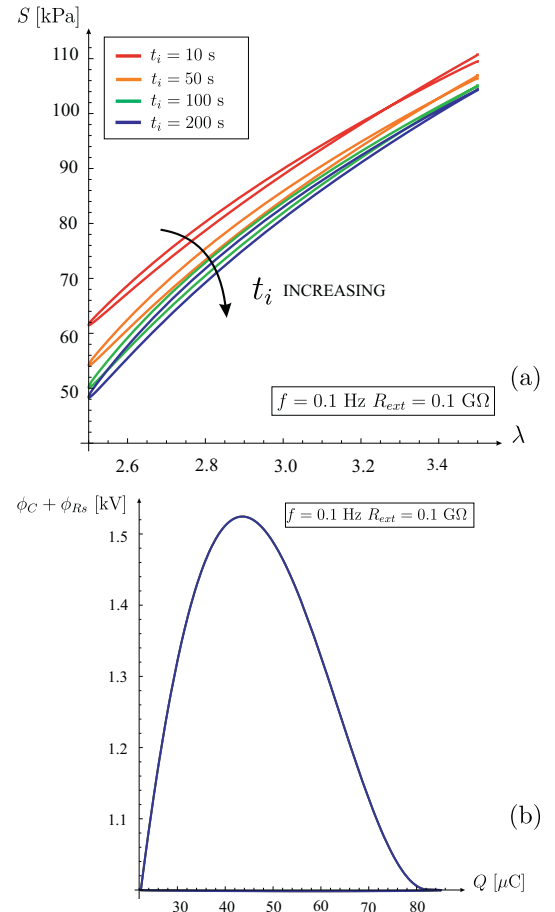 S [kPa]
110
100
90
80
70
60
50
t_i = 10 s
t_i = 50 s
t_i = 100 s
t_i = 200 s
t_i INCREASING
(a)
f = 0.1 Hz R_ext = 0.1 GΩ
2.6 2.8 3.0 3.2 3.4 λ
ϕ_C + ϕ_Rs [kV]
f = 0.1 Hz R_ext = 0.1 GΩ
1.5
1.4
1.3
1.2
1.1
(b)
Q [μC]
30 40 50 60 70 80